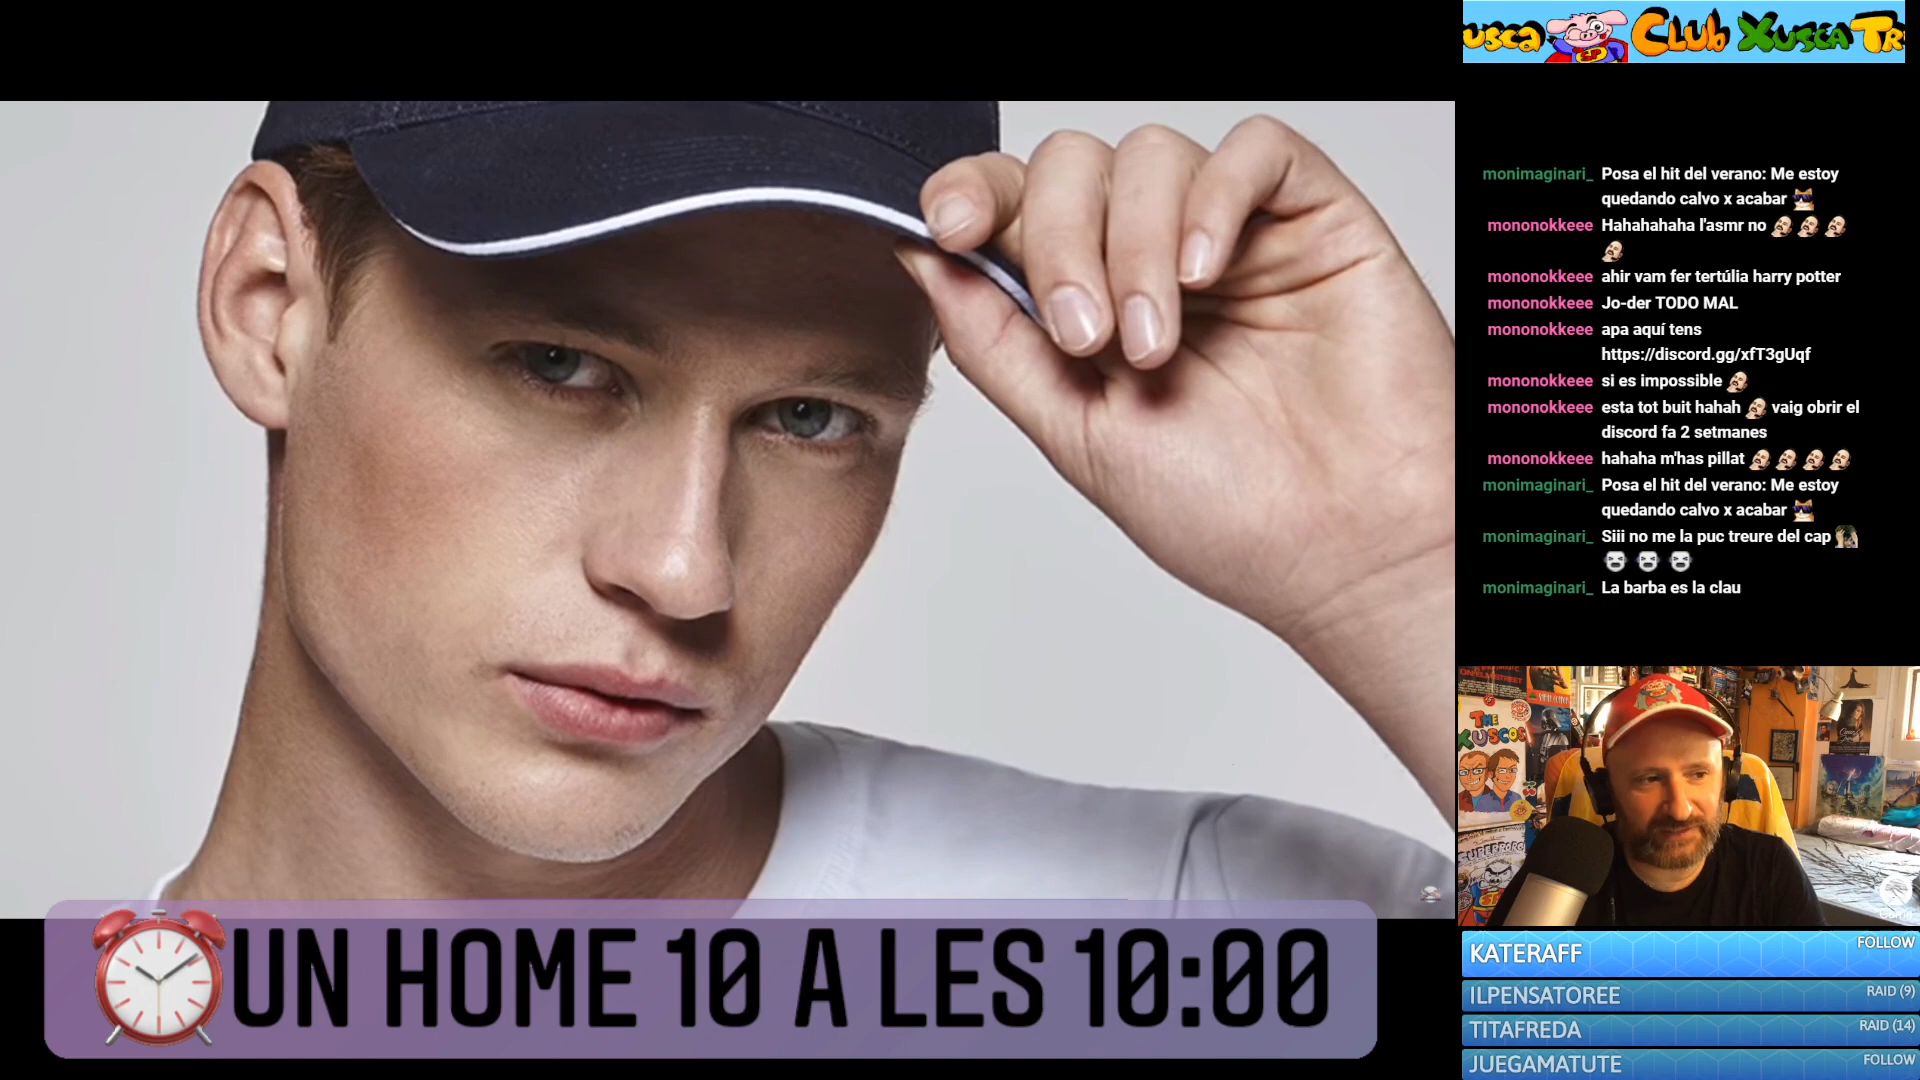 usca Club Xusca Tr
monimaginari_ Posa el hit del verano: Me estoy
quedando calvo x acabar
mononokkeee Hahahahaha l'asmr no
mononokkeee ahir vam fer tertúlia harry potter
mononokkeee Jo-der TODO MAL
mononokkeee apa aquí tens
https://discord.gg/xfT3gUqf
mononokkeee si es impossible
mononokkeee esta tot buit hahah vaig obrir el
discord fa 2 setmanes
mononokkeee hahaha m'has pillat
monimaginari_ Posa el hit del verano: Me estoy
quedando calvo x acabar
monimaginari_ Siii no me la puc treure del cap
monimaginari_ La barba es la clau
THE
XUSCOS
SUPERPORC
UN HOME 10 A LES 10:00
KATERAFF FOLLOW
ILPENSATOREE RAID (9)
TITAFREDA RAID (14)
JUEGAMATUTE FOLLOW